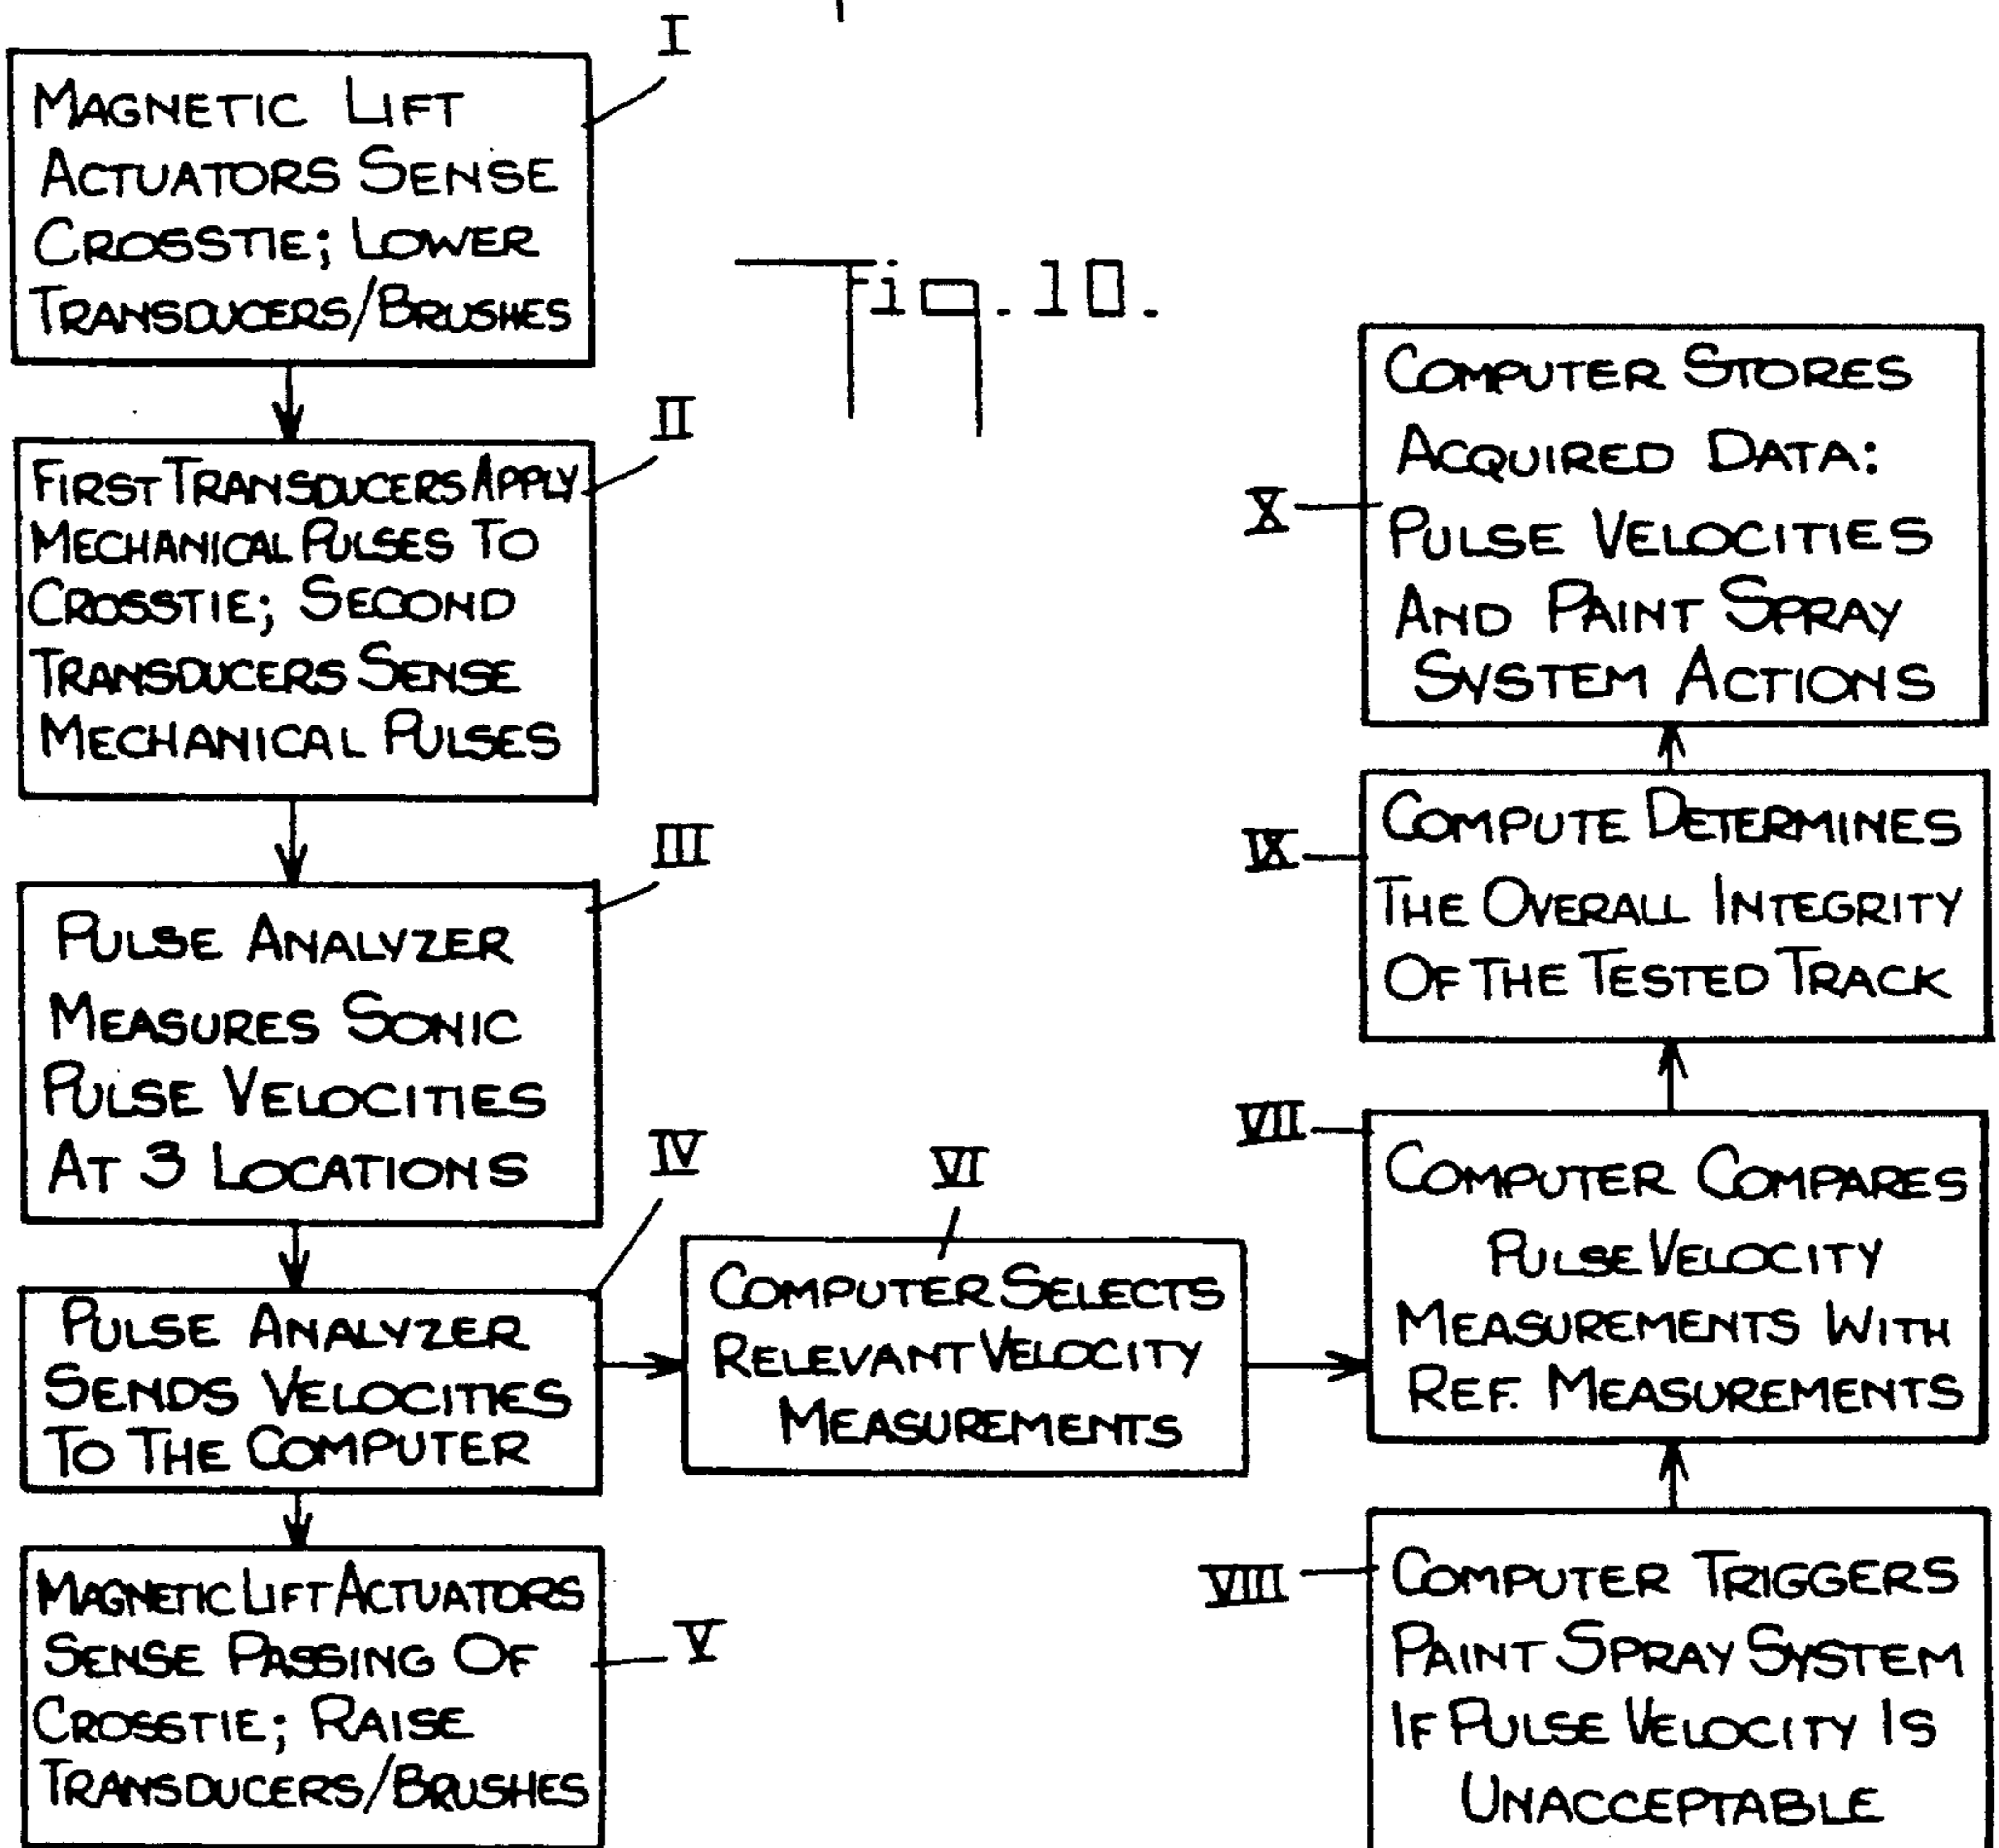 I
MAGNETIC LIFT
ACTUATORS SENSE
CROSSTIE; LOWER
TRANSDUCERS/BRUSHES
Fig.10.
II
FIRST TRANSDUCERS APPLY
MECHANICAL PULSES TO
CROSSTIE; SECOND
TRANSDUCERS SENSE
MECHANICAL PULSES
III
PULSE ANALYZER
MEASURES SONIC
PULSE VELOCITIES
AT 3 LOCATIONS
IV
PULSE ANALYZER
SENDS VELOCITIES
TO THE COMPUTER
V
MAGNETIC LIFT ACTUATORS
SENSE PASSING OF
CROSSTIE; RAISE
TRANSDUCERS/BRUSHES
VI
COMPUTER SELECTS
RELEVANT VELOCITY
MEASUREMENTS
VII
COMPUTER COMPARES
PULSE VELOCITY
MEASUREMENTS WITH
REF. MEASUREMENTS
VIII
COMPUTER TRIGGERS
PAINT SPRAY SYSTEM
IF PULSE VELOCITY IS
UNACCEPTABLE
IX
COMPUTE DETERMINES
THE OVERALL INTEGRITY
OF THE TESTED TRACK
X
COMPUTER STORES
ACQUIRED DATA:
PULSE VELOCITIES
AND PAINT SPRAY
SYSTEM ACTIONS